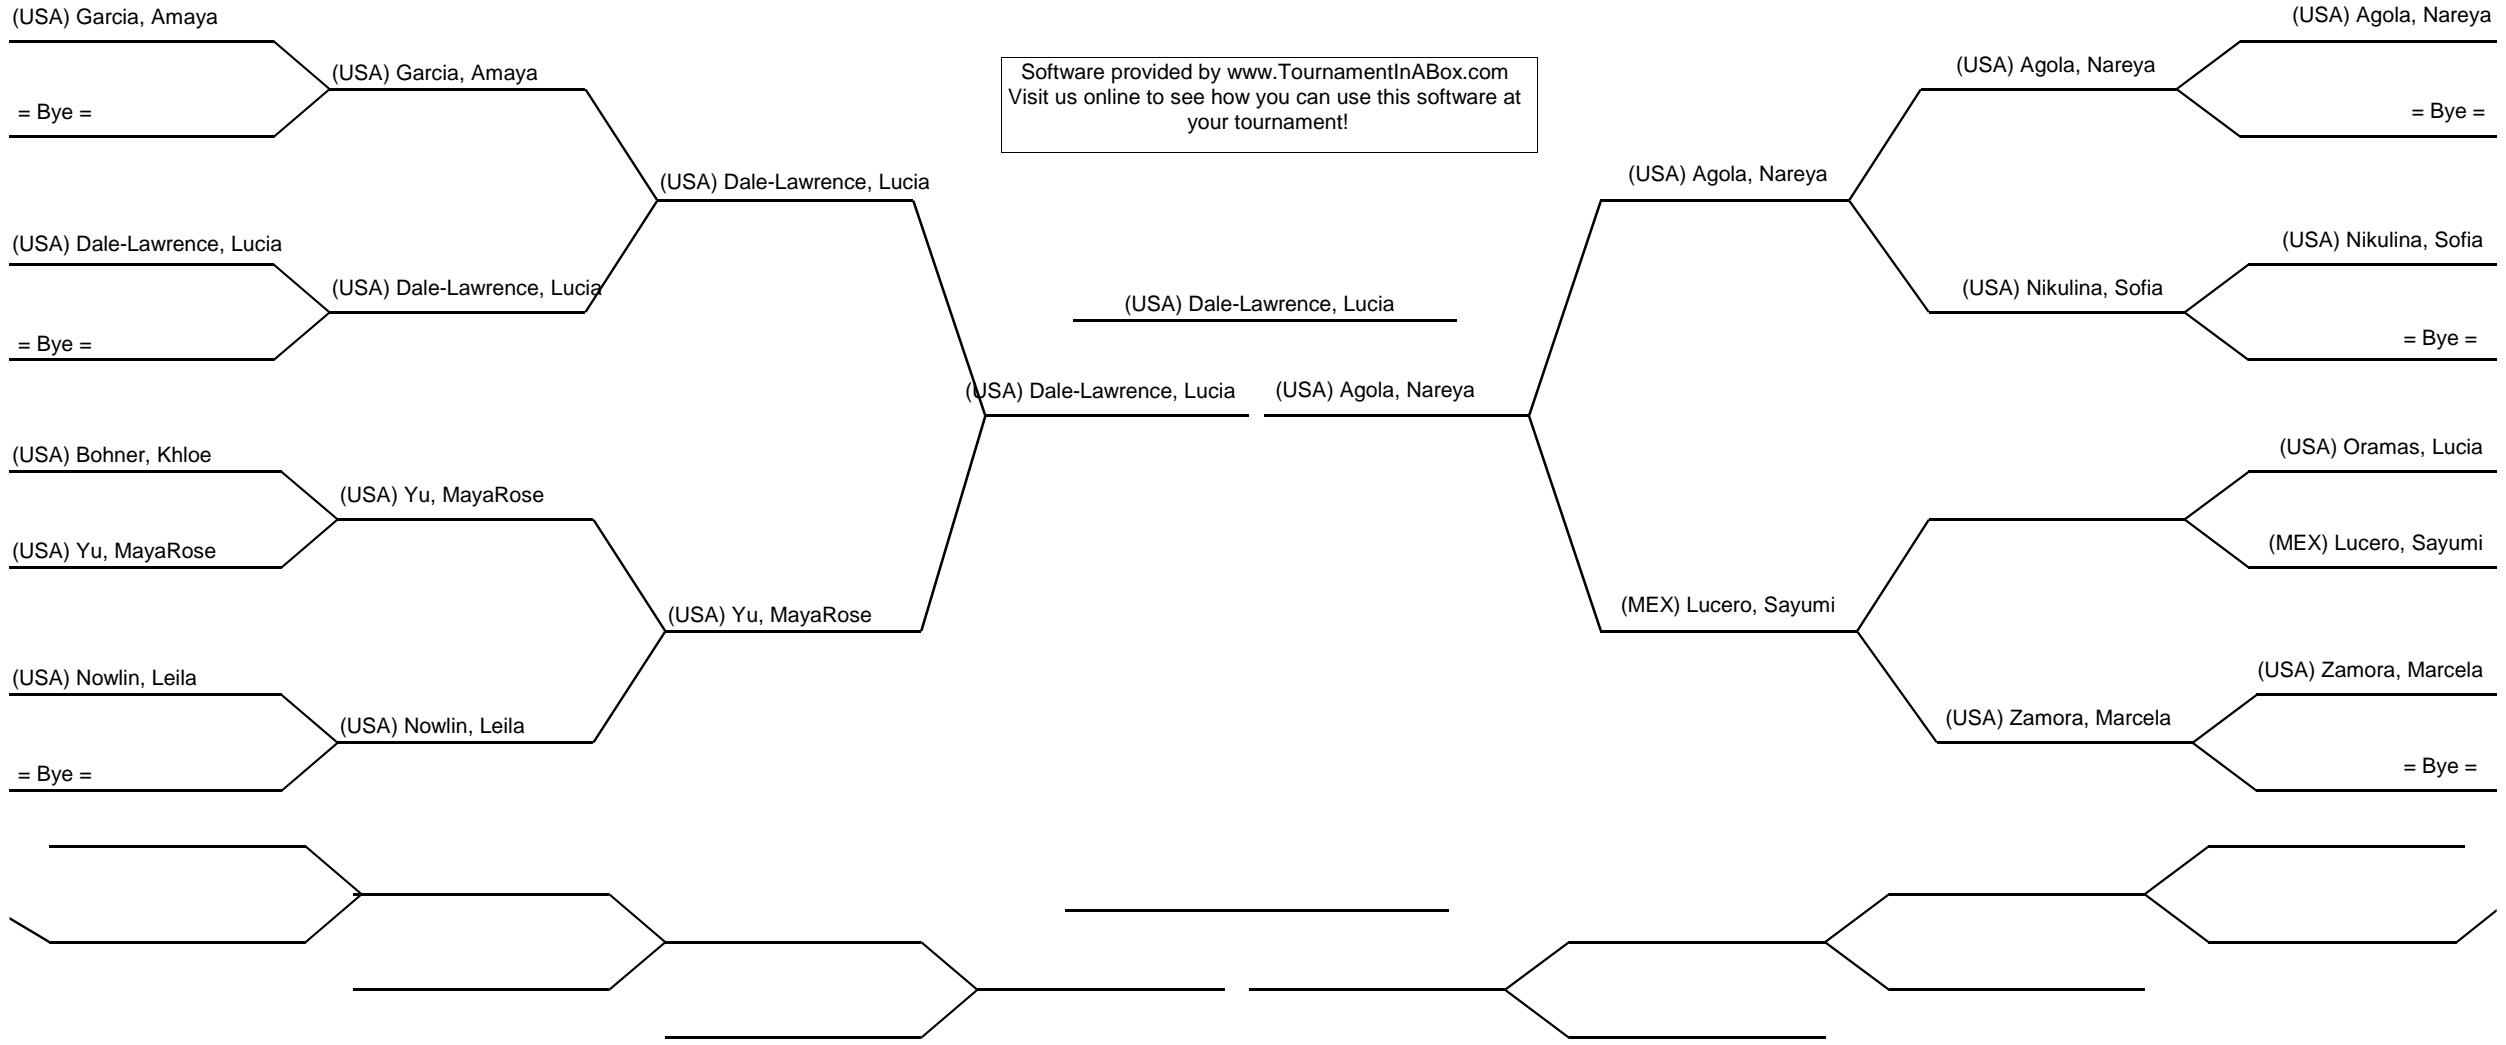 (USA) Garcia, Amaya
= Bye =
(USA) Dale-Lawrence, Lucia
= Bye =
(USA) Bohner, Khloe
(USA) Yu, MayaRose
(USA) Nowlin, Leila
= Bye =
(USA) Garcia, Amaya
(USA) Dale-Lawrence, Lucia
(USA) Yu, MayaRose
(USA) Nowlin, Leila
(USA) Dale-Lawrence, Lucia
(USA) Yu, MayaRose
(USA) Dale-Lawrence, Lucia
Software provided by www.TournamentInABox.com
Visit us online to see how you can use this software at
your tournament!
(USA) Dale-Lawrence, Lucia
(USA) Agola, Nareya
(USA) Agola, Nareya
(MEX) Lucero, Sayumi
(USA) Agola, Nareya
(USA) Nikulina, Sofia
(USA) Zamora, Marcela
(USA) Agola, Nareya
= Bye =
(USA) Nikulina, Sofia
= Bye =
(USA) Oramas, Lucia
(MEX) Lucero, Sayumi
(USA) Zamora, Marcela
= Bye =